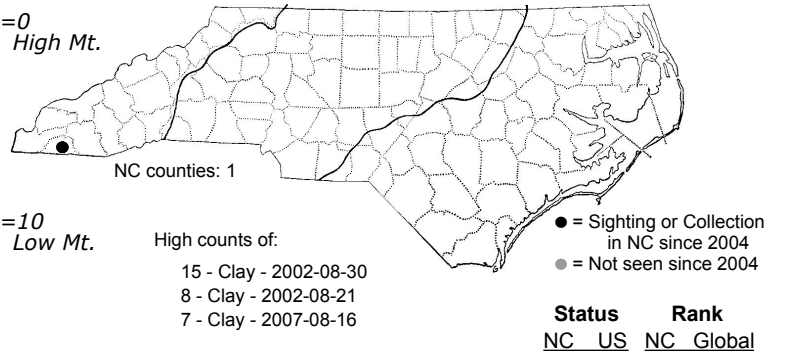 =0
High Mt.
NC counties: 1
=10
Low Mt.
High counts of:
15 - Clay - 2002-08-30
8 - Clay - 2002-08-21
7 - Clay - 2007-08-16
● = Sighting or Collection
in NC since 2004
● = Not seen since 2004
Status Rank
NC US NC Global